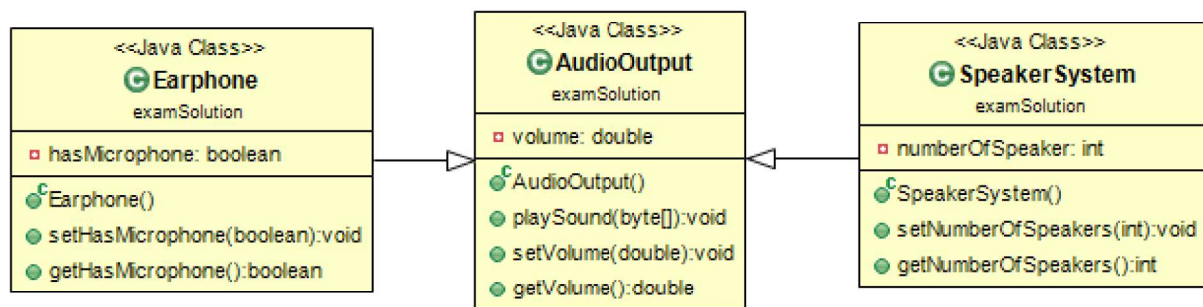 <<Java Class>>
Earphone
examSolution
hasMicrophone: boolean
Earphone()
setHasMicrophone(boolean):void
getHasMicrophone():boolean
<<Java Class>>
AudioOutput
examSolution
volume: double
AudioOutput()
playSound(byte[]):void
setVolume(double):void
getVolume():double
<<Java Class>>
SpeakerSystem
examSolution
numberOfSpeaker: int
SpeakerSystem()
setNumberOfSpeakers(int):void
getNumberOfSpeakers():int